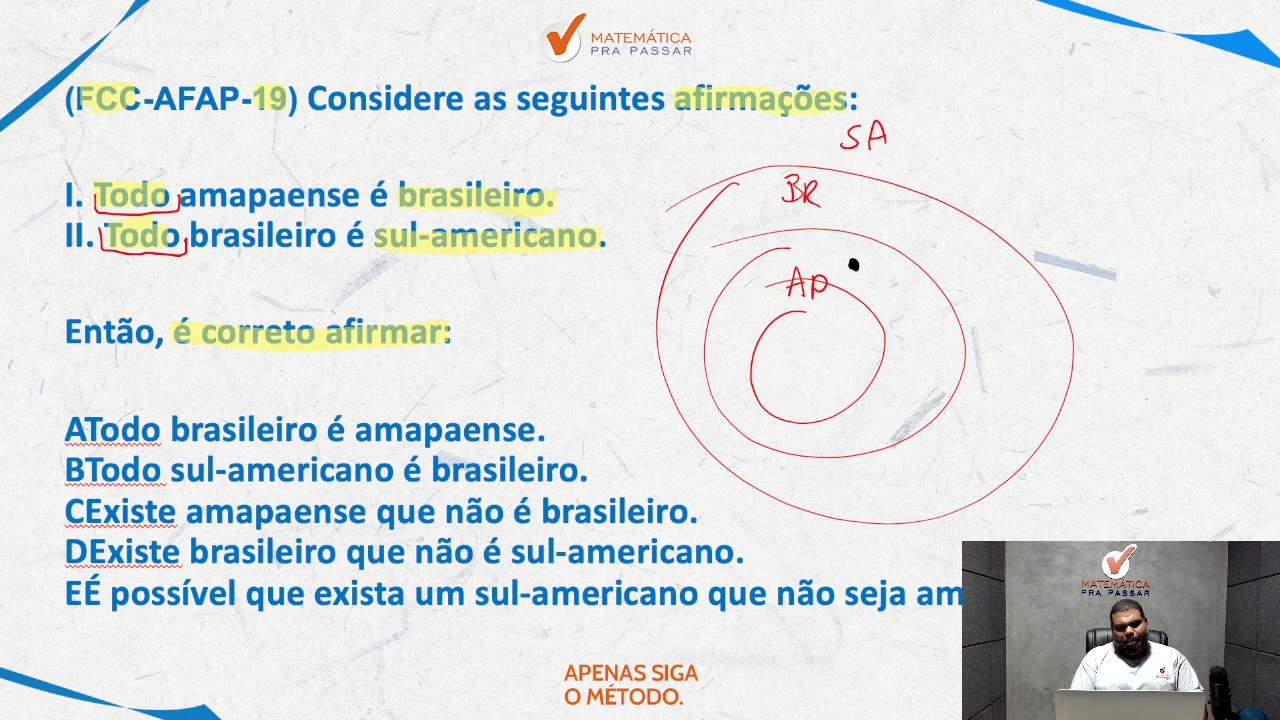 MATEMÁTICA
PRA PASSAR
(FCC-AFAP-19) Considere as seguintes afirmações:
SA
I. Todo amapaense é brasileiro.
BR
II. Todo brasileiro é sul-americano.
AP
Então, é correto afirmar:
ATodo brasileiro é amapaense.
BTodo sul-americano é brasileiro.
CExiste amapaense que não é brasileiro.
DExiste brasileiro que não é sul-americano.
EÉ possível que exista um sul-americano que não seja am
MATEMÁTICA
PRA PASSAR
APENAS SIGA
O MÉTODO.